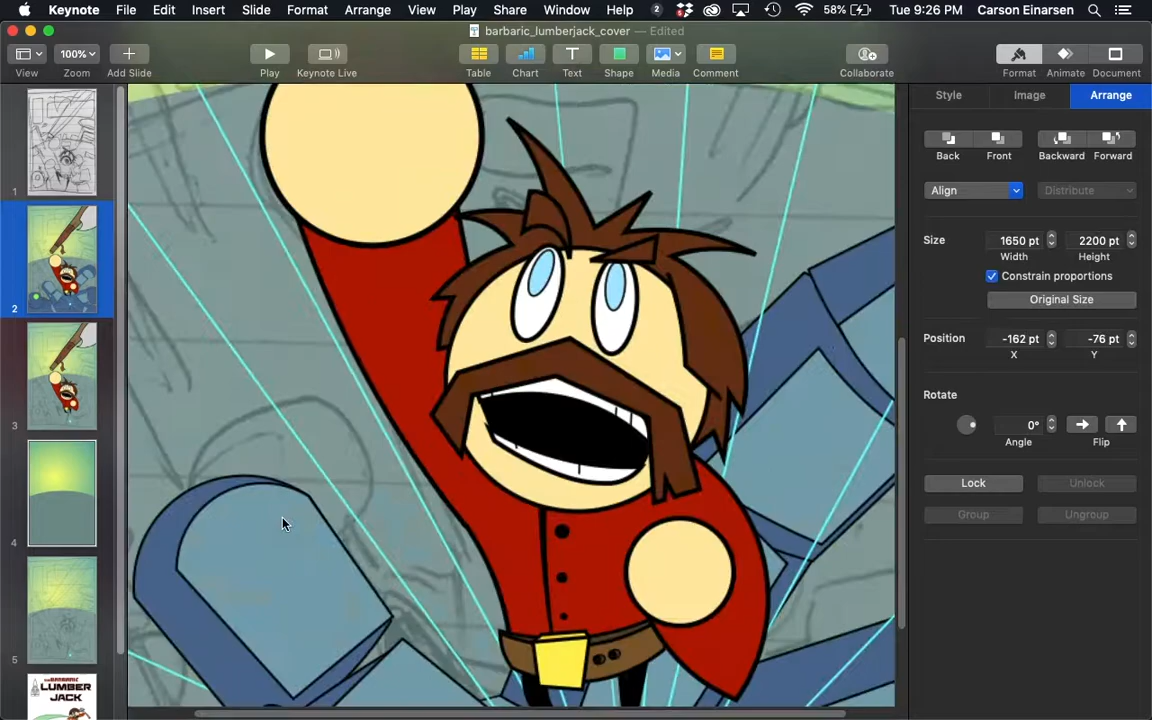 Keynote File Edit Insert Slide Format Arrange View Play Share Window Help 2 58% Tue 9:26 PM Carson Einarsen
barbaric_lumberjack_cover — Edited
100%
View Zoom Add Slide Play Keynote Live Table Chart Text Shape Media Comment Collaborate Format Animate Document
Style Image Arrange
Back Front Backward Forward
Align Distribute
Size 1650 pt 2200 pt
Width Height
Constrain proportions
Original Size
Position -162 pt -76 pt
X Y
Rotate
0°
Angle Flip
Lock Unlock
Group Ungroup
1
2
3
4
5
BARBARIC
LUMBER
JACK